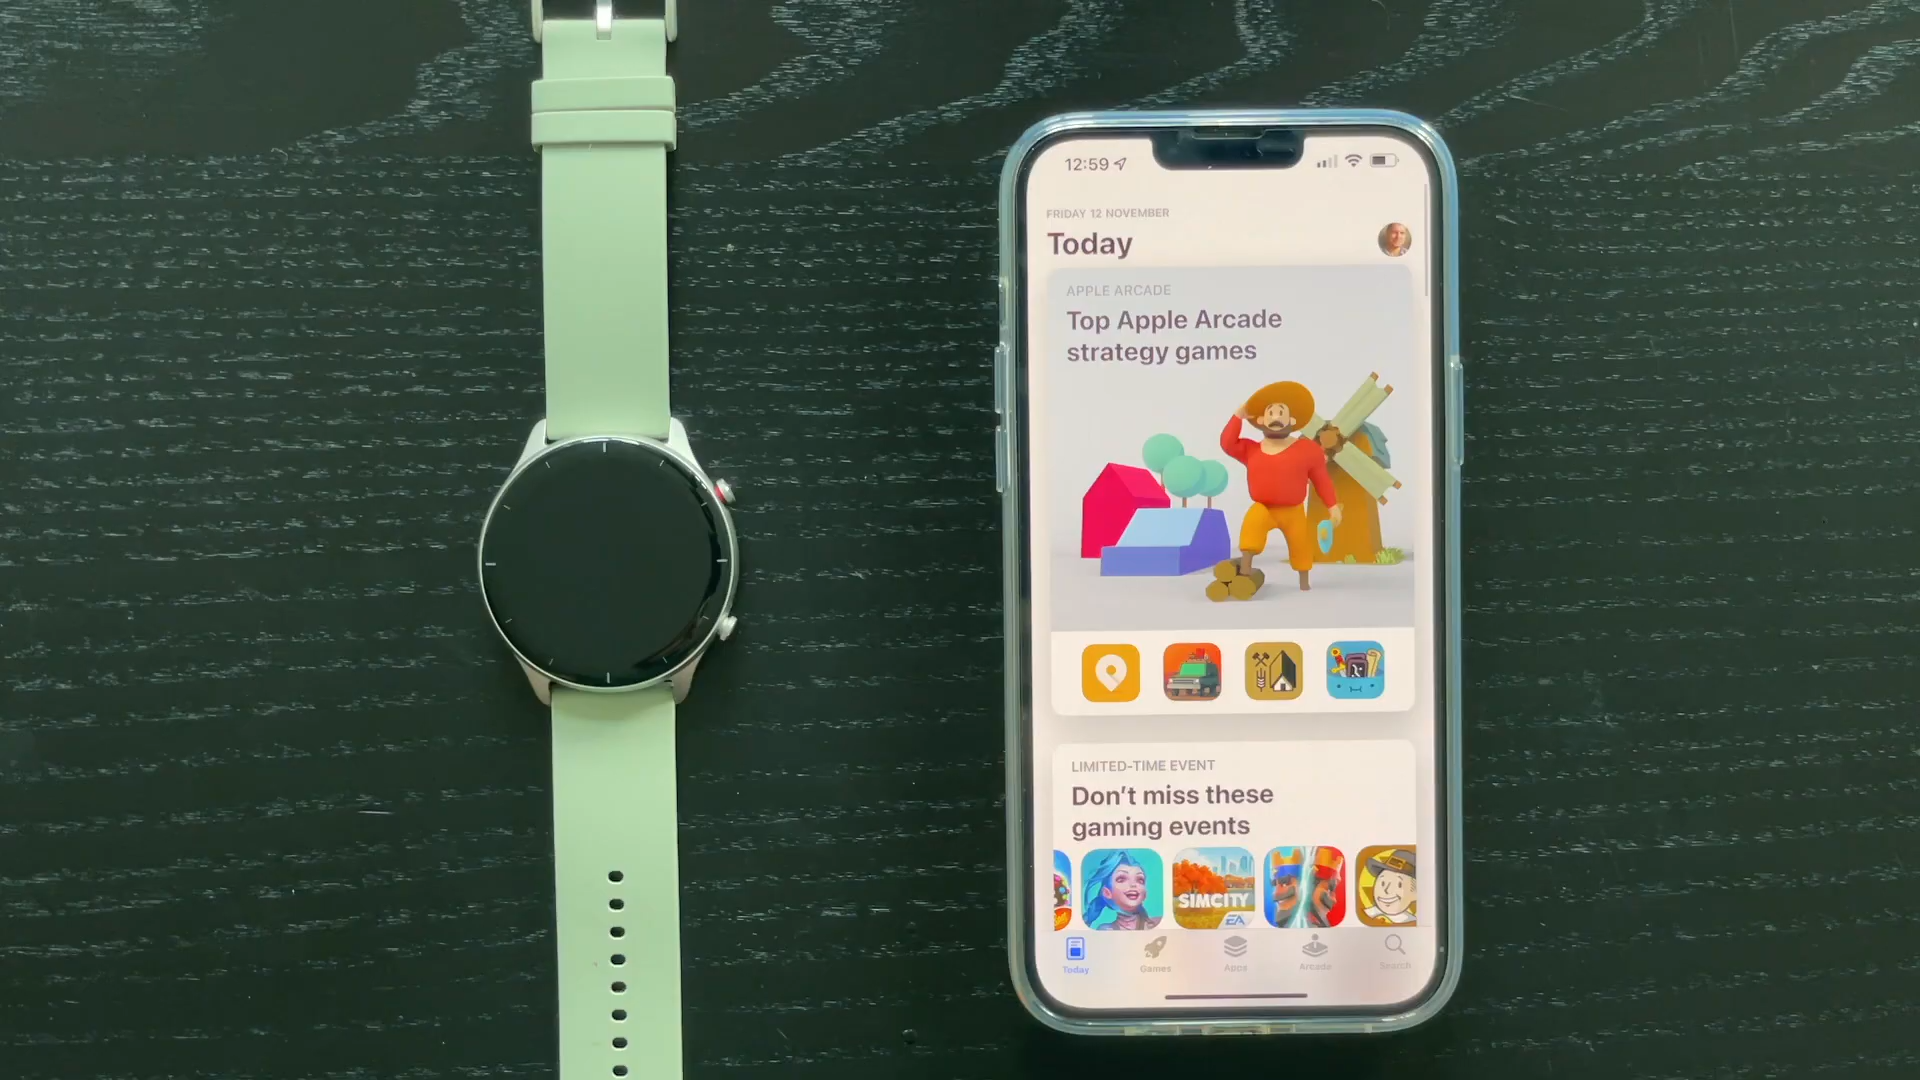 12:59
FRIDAY 12 NOVEMBER
Today
APPLE ARCADE
Top Apple Arcade
strategy games
LIMITED-TIME EVENT
Don't miss these
gaming events
SIMCITY
EA
Today
Games
Apps
Arcade
Search